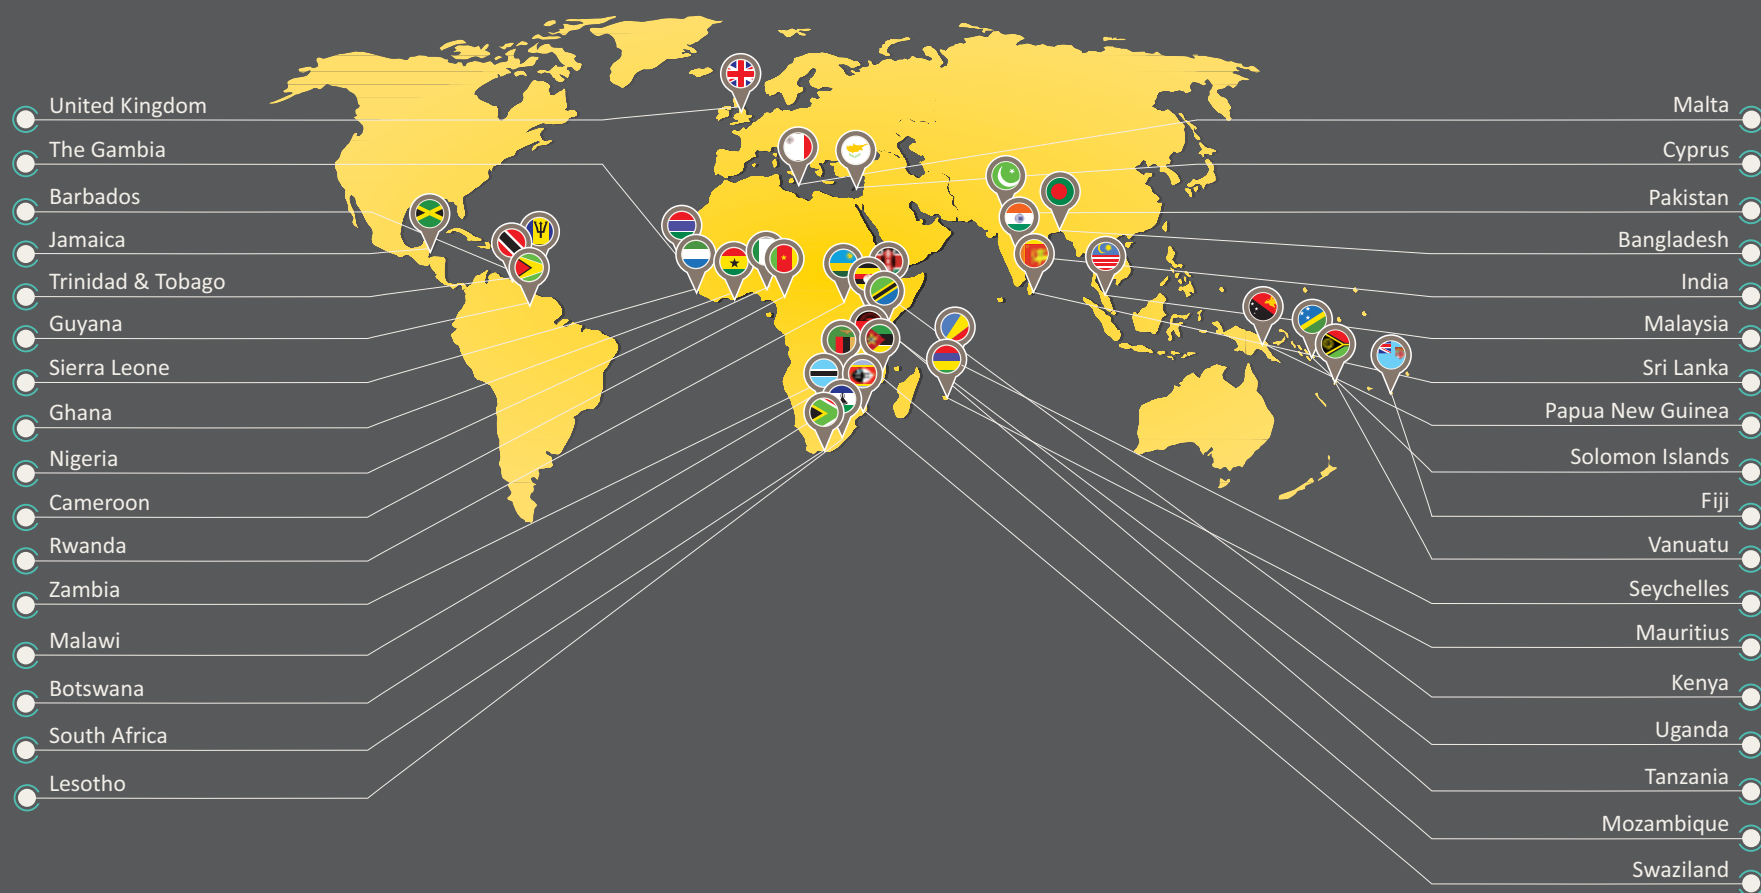 United Kingdom
The Gambia
Barbados
Jamaica
Trinidad & Tobago
Guyana
Sierra Leone
Ghana
Nigeria
Cameroon
Rwanda
Zambia
Malawi
Botswana
South Africa
Lesotho
Malta
Cyprus
Pakistan
Bangladesh
India
Malaysia
Sri Lanka
Papua New Guinea
Solomon Islands
Fiji
Vanuatu
Seychelles
Mauritius
Kenya
Uganda
Tanzania
Mozambique
Swaziland